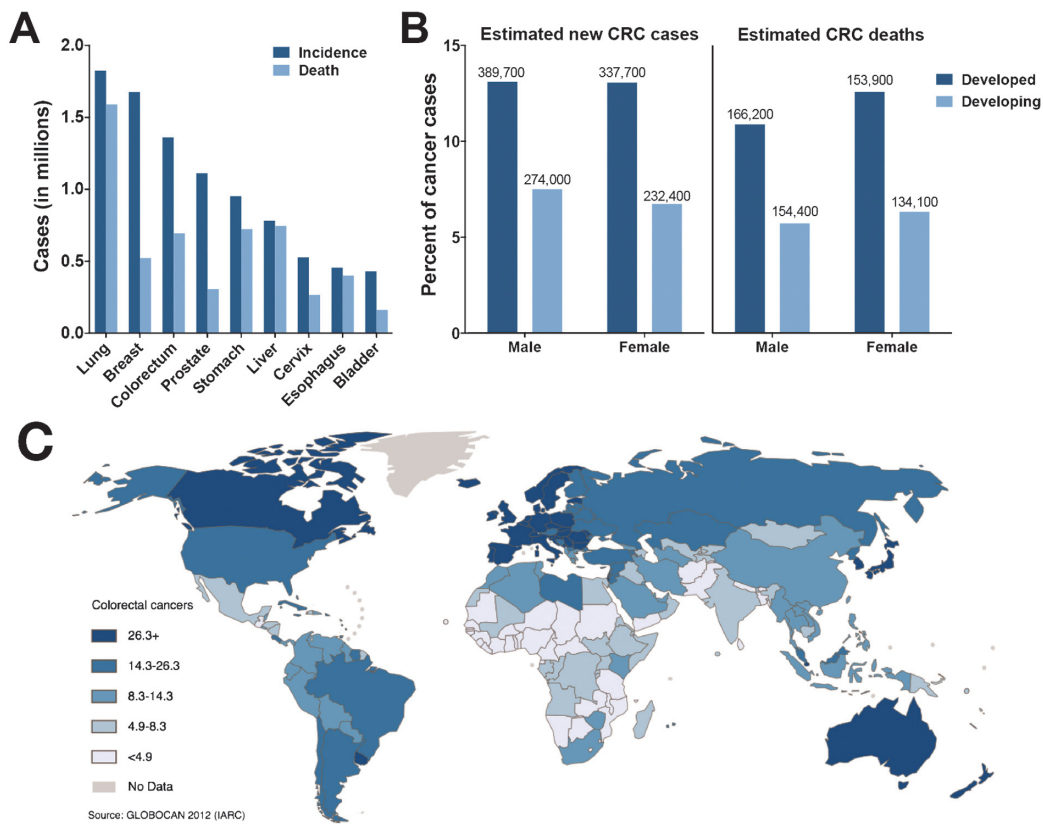 A
2.0
1.5
1.0
0.5
0.0
Cases (in millions)
Incidence
Death
Lung
Breast
Colorectum
Prostate
Stomach
Liver
Cervix
Esophagus
Bladder
B
Estimated new CRC cases
Estimated CRC deaths
15
10
5
0
Percent of cancer cases
389,700
274,000
337,700
232,400
166,200
154,400
153,900
134,100
Developed
Developing
Male
Female
Male
Female
C
Colorectal cancers
26.3+
14.3-26.3
8.3-14.3
4.9-8.3
<4.9
No Data
Source: GLOBOCAN 2012 (IARC)